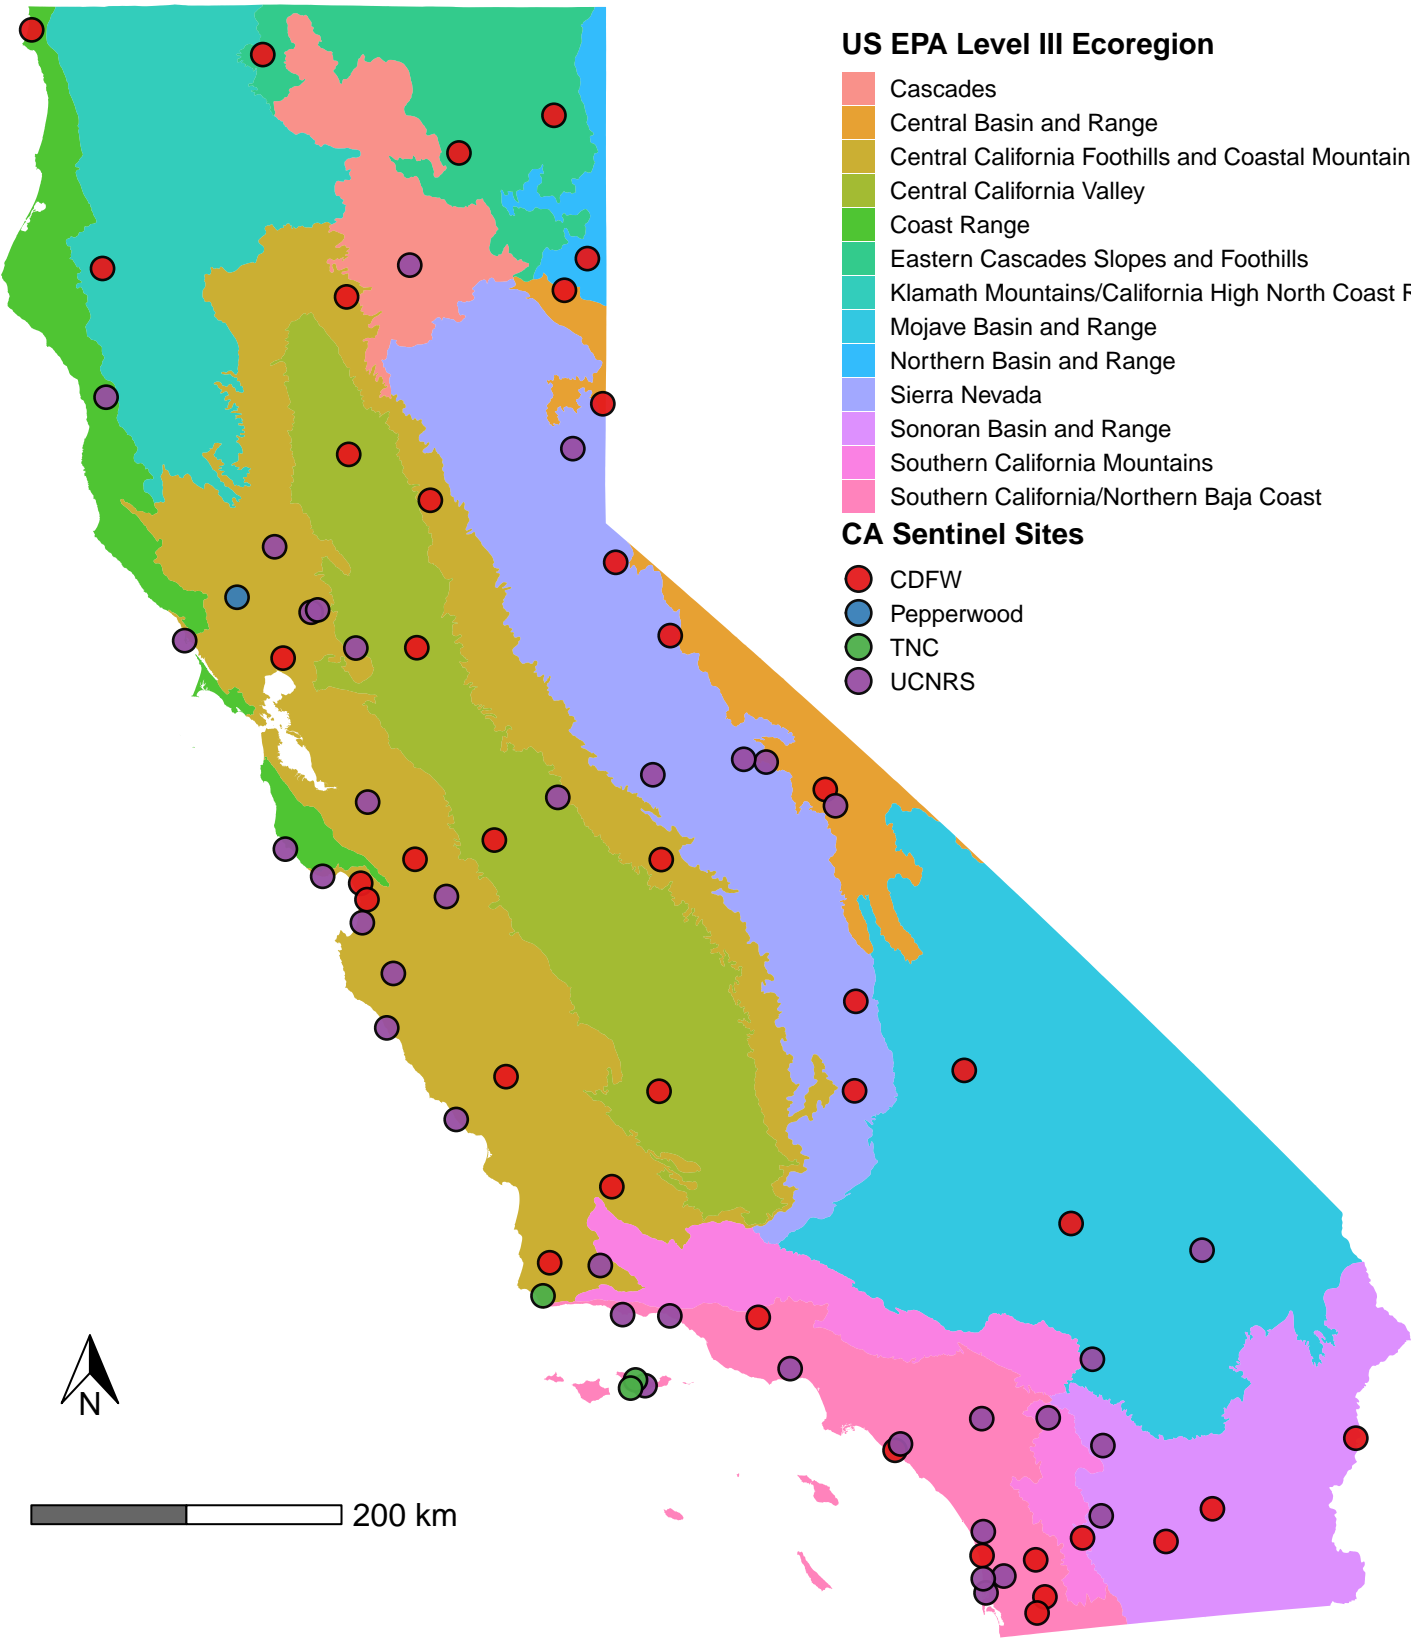 US EPA Level III Ecoregion
Cascades
Central Basin and Range
Central California Foothills and Coastal Mountain
Central California Valley
Coast Range
Eastern Cascades Slopes and Foothills
Klamath Mountains/California High North Coast R
Mojave Basin and Range
Northern Basin and Range
Sierra Nevada
Sonoran Basin and Range
Southern California Mountains
Southern California/Northern Baja Coast
CA Sentinel Sites
CDFW
Pepperwood
TNC
UCNRS
N
200 km